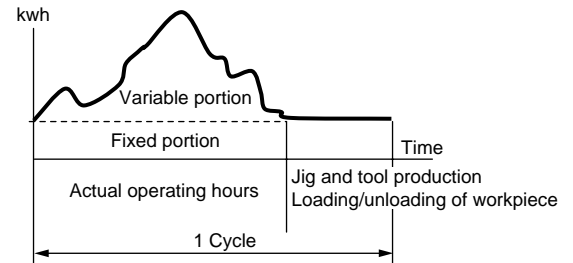 kwh
Variable portion
Fixed portion
Time
Actual operating hours
Jig and tool production
Loading/unloading of workpiece
1 Cycle